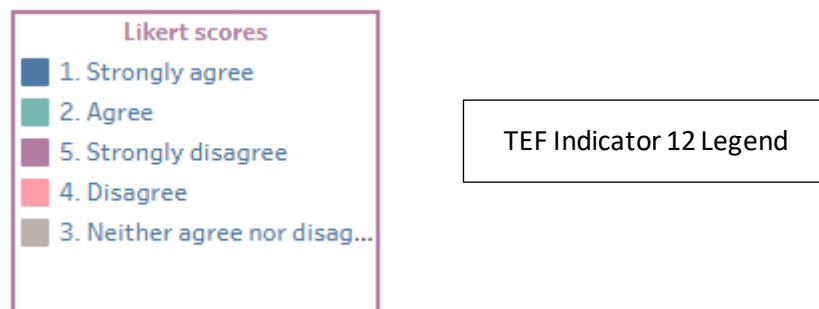 Likert scores
1. Strongly agree
2. Agree
5. Strongly disagree
4. Disagree
3. Neither agree nor disag...
TEF Indicator 12 Legend